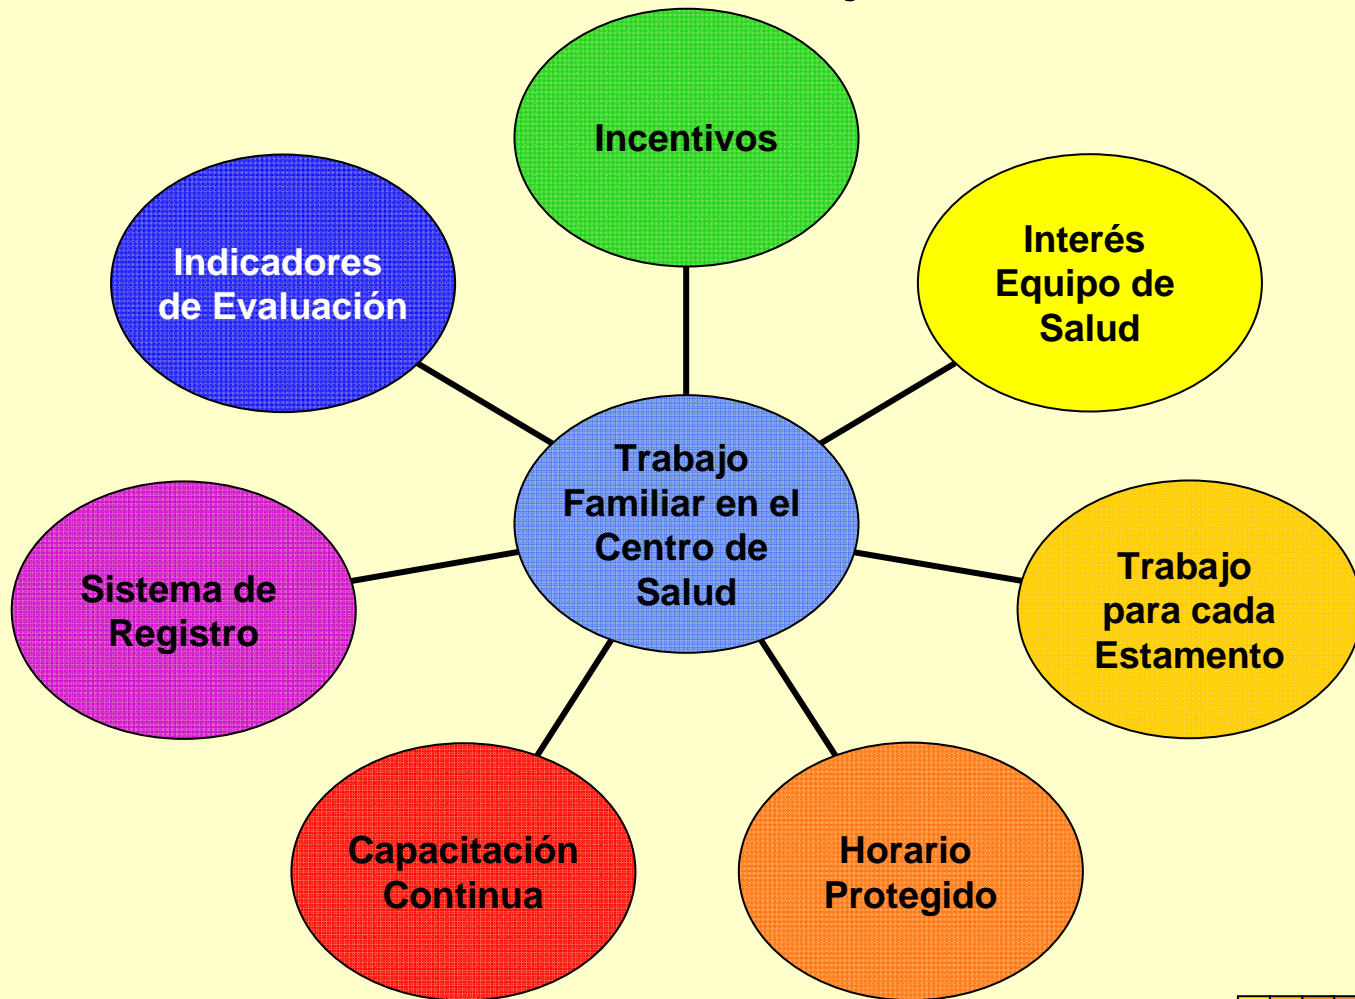 Incentivos
Interés
Equipo de
Salud
Indicadores
de Evaluación
Trabajo
Familiar en el
Centro de
Salud
Trabajo
para cada
Estamento
Sistema de
Registro
Capacitación
Continua
Horario
Protegido